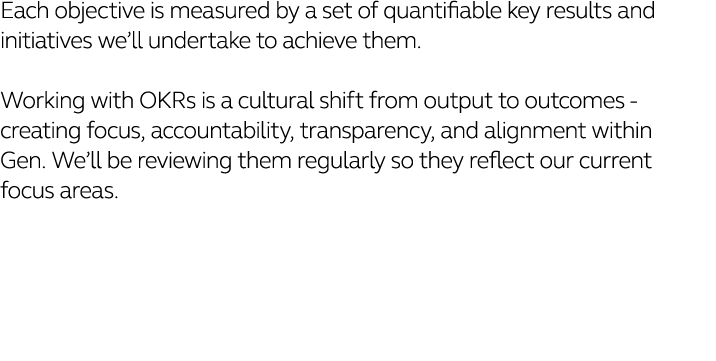 Each objective is measured by a set of quantifiable key results and
initiatives we’ll undertake to achieve them.
Working with OKRs is a cultural shift from output to outcomes -
creating focus, accountability, transparency, and alignment within
Gen. We’ll be reviewing them regularly so they reflect our current
focus areas.